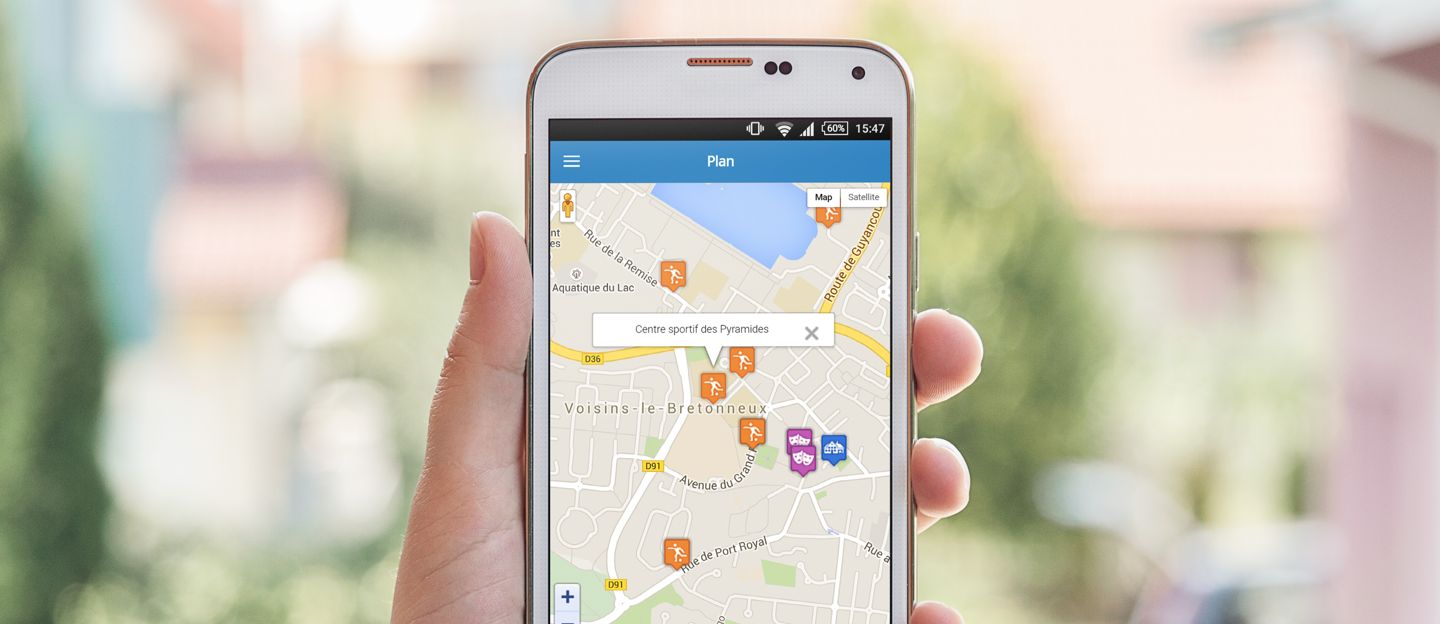 60%
15:47
Plan
Map
Satellite
nt
es
Rue de la Remise
Route de Guyancou
Aquatique du Lac
Centre sportif des Pyramides
D36
Voisins-le-Bretonneux
D91
Avenue du Grand
Rue de Port Royal
Rue a
D91
+